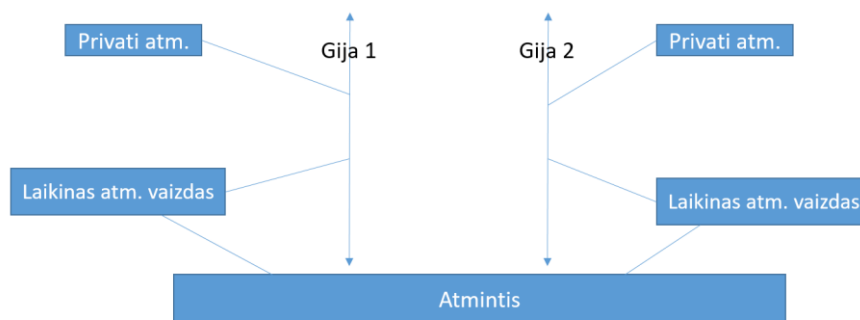 Privati atm.
Gija 1
Gija 2
Privati atm.
Laikinas atm. vaizdas
Laikinas atm. vaizdas
Atmintis